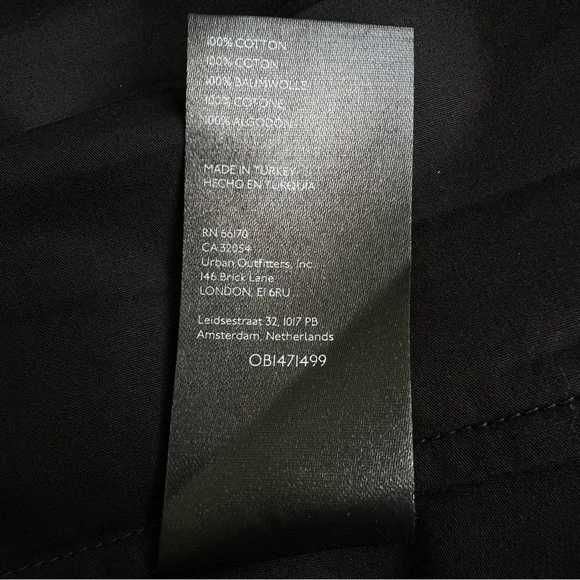 100% COTTON
100% COTON
100% BAUMWOLLE
100% COTONE
100% ALGODÓN
MADE IN TURKEY
HECHO EN TURQUIA
RN 66170
CA 32054
Urban Outfitters, Inc
146 Brick Lane
LONDON, E1 6RU
Leidsestraat 32, 1017 PB
Amsterdam, Netherlands
OB1471499